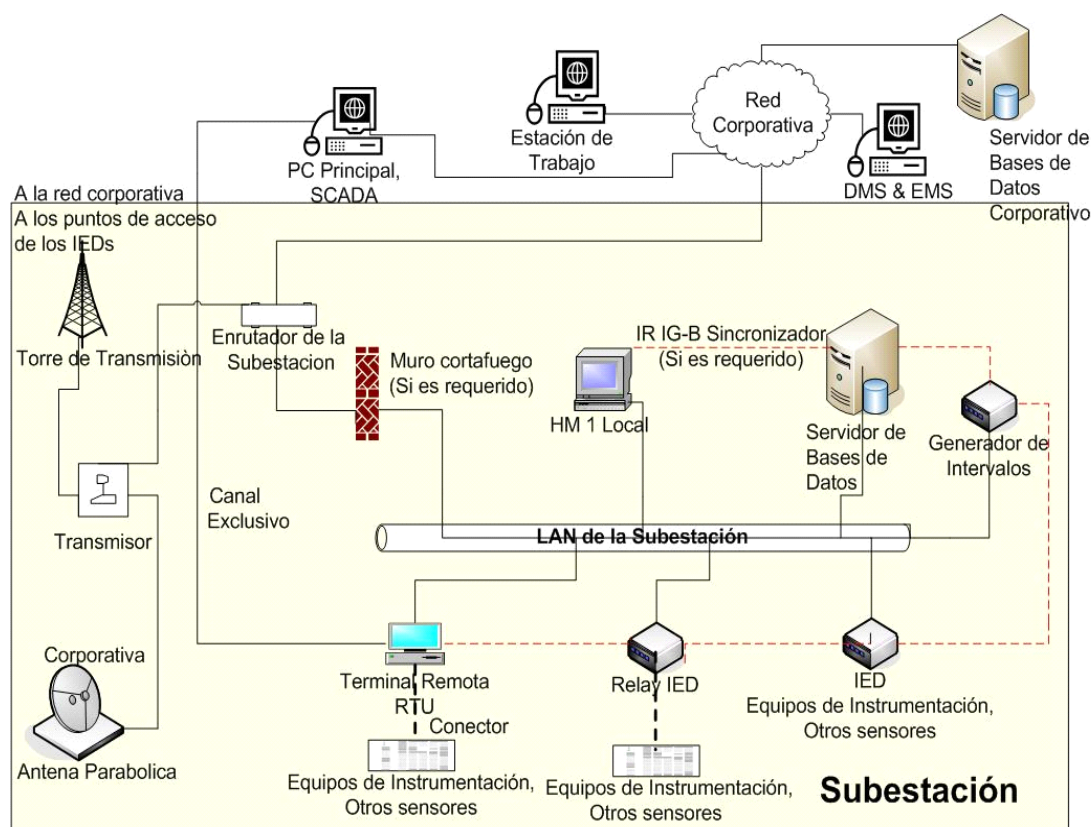 Red
Corporativa
Estación de
Trabajo
Servidor de
Bases de
Datos
Corporativo
PC Principal,
SCADA
DMS & EMS
A la red corporativa
A los puntos de acceso
de los IEDs
Torre de Transmisiòn
Enrutador de la
Subestacion
Muro cortafuego
(Si es requerido)
IR IG-B Sincronizador
(Si es requerido)
HM 1 Local
Servidor de
Bases de
Datos
Generador de
Intervalos
Transmisor
Canal
Exclusivo
LAN de la Subestación
Corporativa
Antena Parabolica
Terminal Remota
RTU
Conector
Equipos de Instrumentación,
Otros sensores
Relay IED
Equipos de Instrumentación,
Otros sensores
IED
Equipos de Instrumentación,
Otros sensores
Subestación